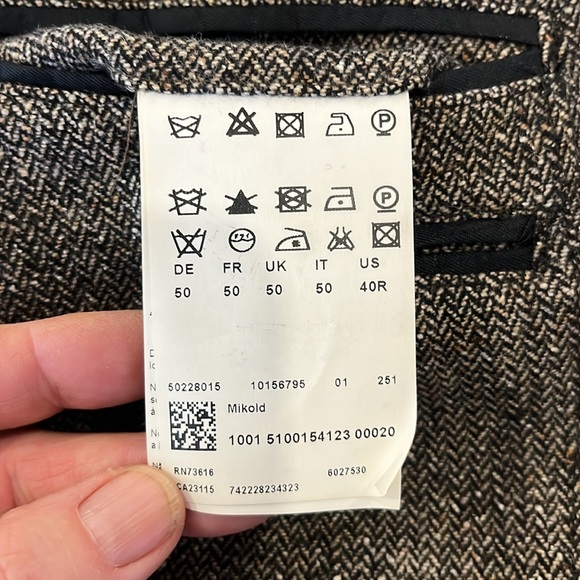 P
P
DE FR UK IT US
50 50 50 50 40R
50228015 10156795 01 251
Mikold
1001 5100154123 00020
RN73616 6027530
CA23115 742228234323